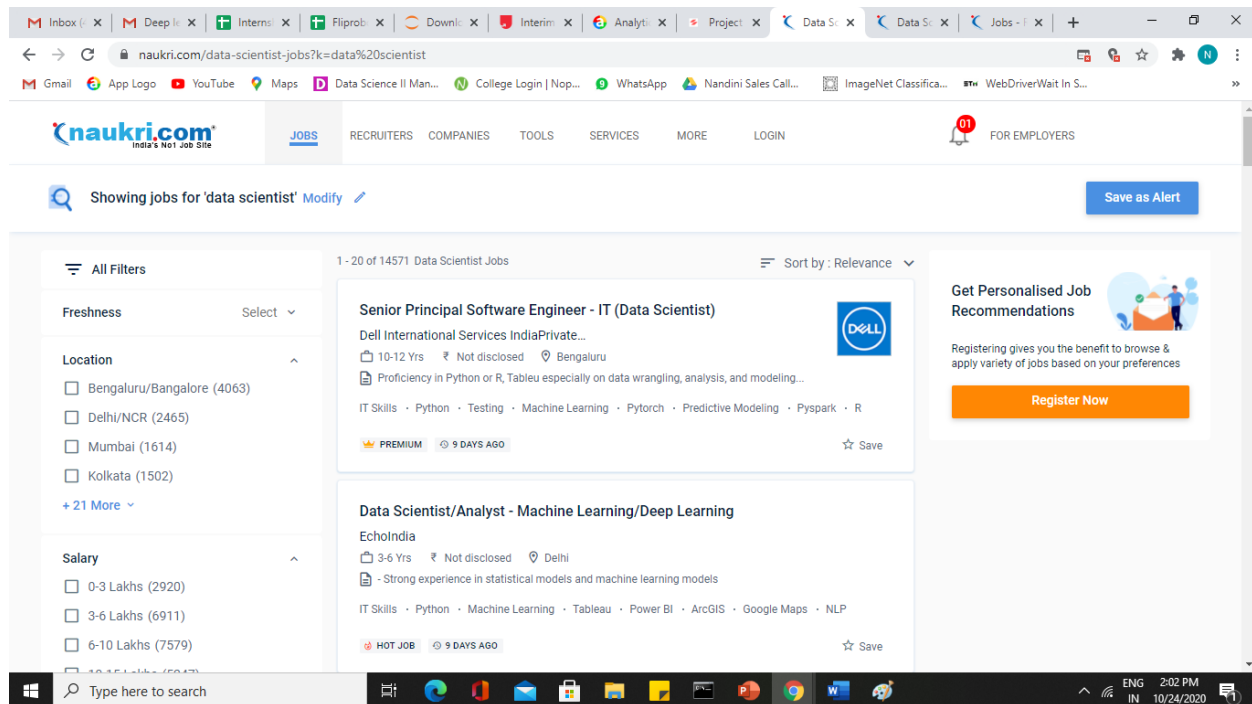 Inbox (
Deep le
Interns
Fliprob
Downlo
Interim
Analyti
Project
Data Sc
Data Sc
Jobs - F
naukri.com/data-scientist-jobs?k=data%20scientist
N
Gmail
App Logo
YouTube
Maps
Data Science II Man...
College Login | Nop...
WhatsApp
Nandini Sales Call...
ImageNet Classifica...
WebDriverWait In S...
naukri.com
India's No1 Job Site
JOBS
RECRUITERS
COMPANIES
TOOLS
SERVICES
MORE
LOGIN
01
FOR EMPLOYERS
Showing jobs for 'data scientist' Modify
Save as Alert
All Filters
Freshness
Select
Location
Bengaluru/Bangalore (4063)
Delhi/NCR (2465)
Mumbai (1614)
Kolkata (1502)
+ 21 More
Salary
0-3 Lakhs (2920)
3-6 Lakhs (6911)
6-10 Lakhs (7579)
1 - 20 of 14571 Data Scientist Jobs
Sort by : Relevance
Senior Principal Software Engineer - IT (Data Scientist)
DELL
Dell International Services IndiaPrivate...
10-12 Yrs ₹ Not disclosed Bengaluru
Proficiency in Python or R, Tableu especially on data wrangling, analysis, and modeling...
IT Skills · Python · Testing · Machine Learning · Pytorch · Predictive Modeling · Pyspark · R
PREMIUM
9 DAYS AGO
Save
Data Scientist/Analyst - Machine Learning/Deep Learning
EchoIndia
3-6 Yrs ₹ Not disclosed Delhi
- Strong experience in statistical models and machine learning models
IT Skills · Python · Machine Learning · Tableau · Power BI · ArcGIS · Google Maps · NLP
HOT JOB
9 DAYS AGO
Save
Get Personalised Job
Recommendations
Registering gives you the benefit to browse &
apply variety of jobs based on your preferences
Register Now
Type here to search
ENG
IN
2:02 PM
10/24/2020
1